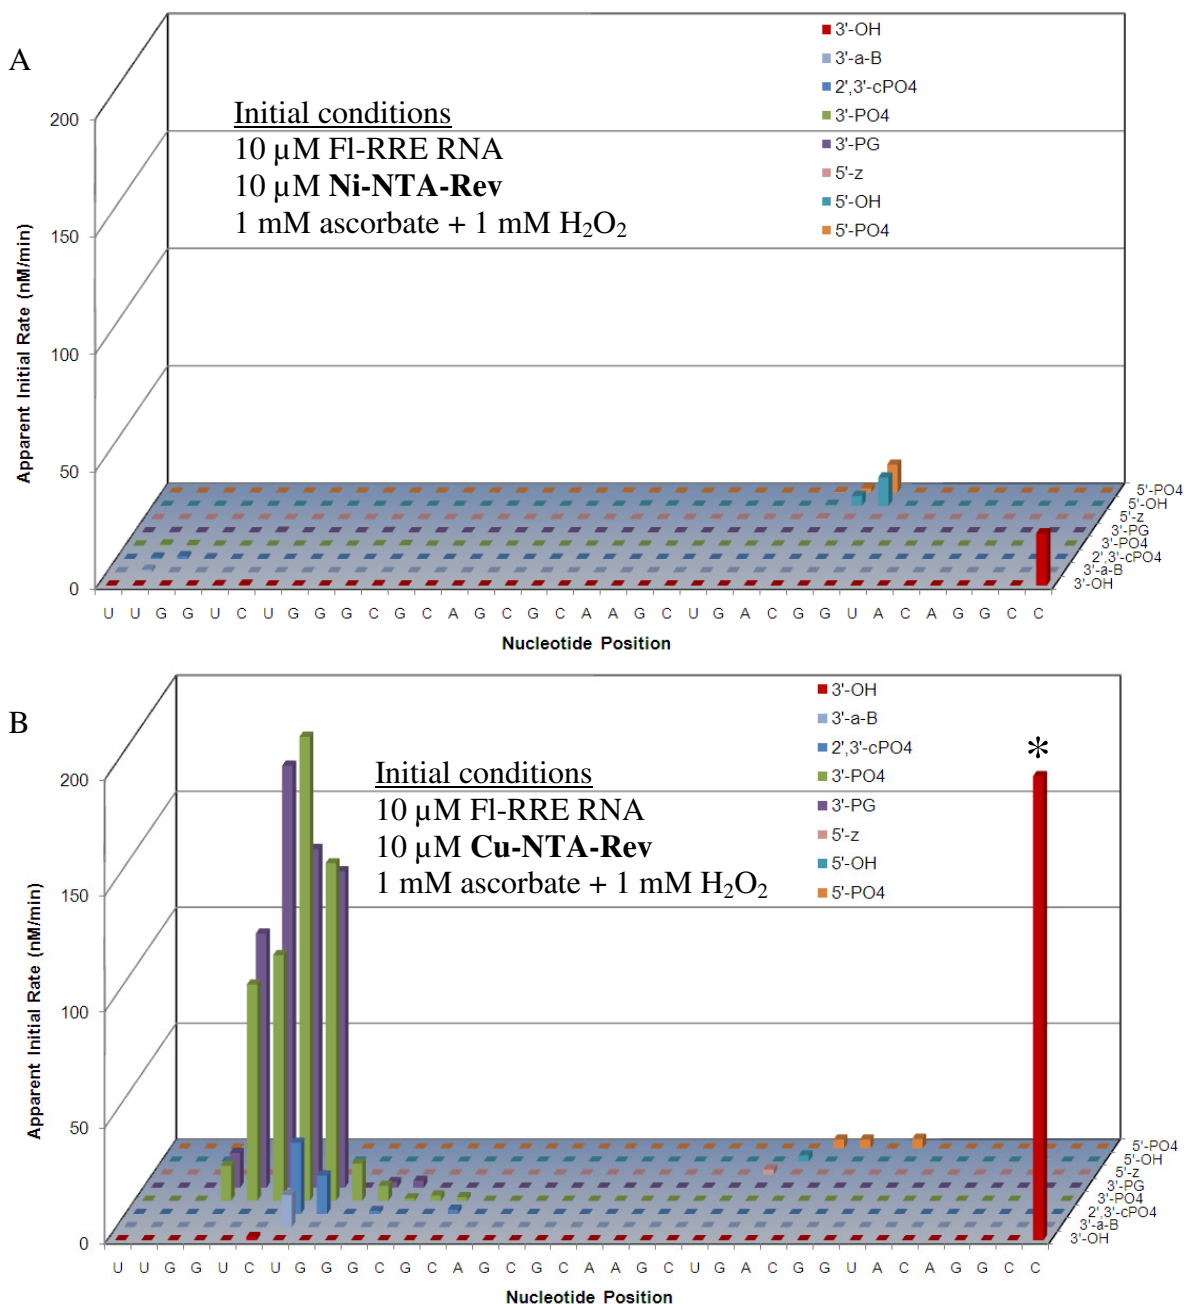 A
3'-OH
3'-a-B
2',3'-cPO4
3'-PO4
3'-PG
5'-z
5'-OH
5'-PO4
Initial conditions
10 µM Fl-RRE RNA
10 µM Ni-NTA-Rev
1 mM ascorbate + 1 mM H₂O₂
Apparent Initial Rate (nM/min)
200
150
100
50
0
5'-PO4
5'-OH
5'-z
3'-PG
3'-PO4
2',3'-cPO4
3'-a-B
3'-OH
U U G G U C U G G G C G C A G C G C A A G C U G A C G G U A C A G G C C
Nucleotide Position
B
3'-OH
3'-a-B
2',3'-cPO4
3'-PO4
3'-PG
5'-z
5'-OH
5'-PO4
*
Initial conditions
10 µM Fl-RRE RNA
10 µM Cu-NTA-Rev
1 mM ascorbate + 1 mM H₂O₂
Apparent Initial Rate (nM/min)
200
150
100
50
0
5'-PO4
5'-OH
5'-z
3'-PG
3'-PO4
2',3'-cPO4
3'-a-B
3'-OH
U U G G U C U G G G C G C A G C G C A A G C U G A C G G U A C A G G C C
Nucleotide Position